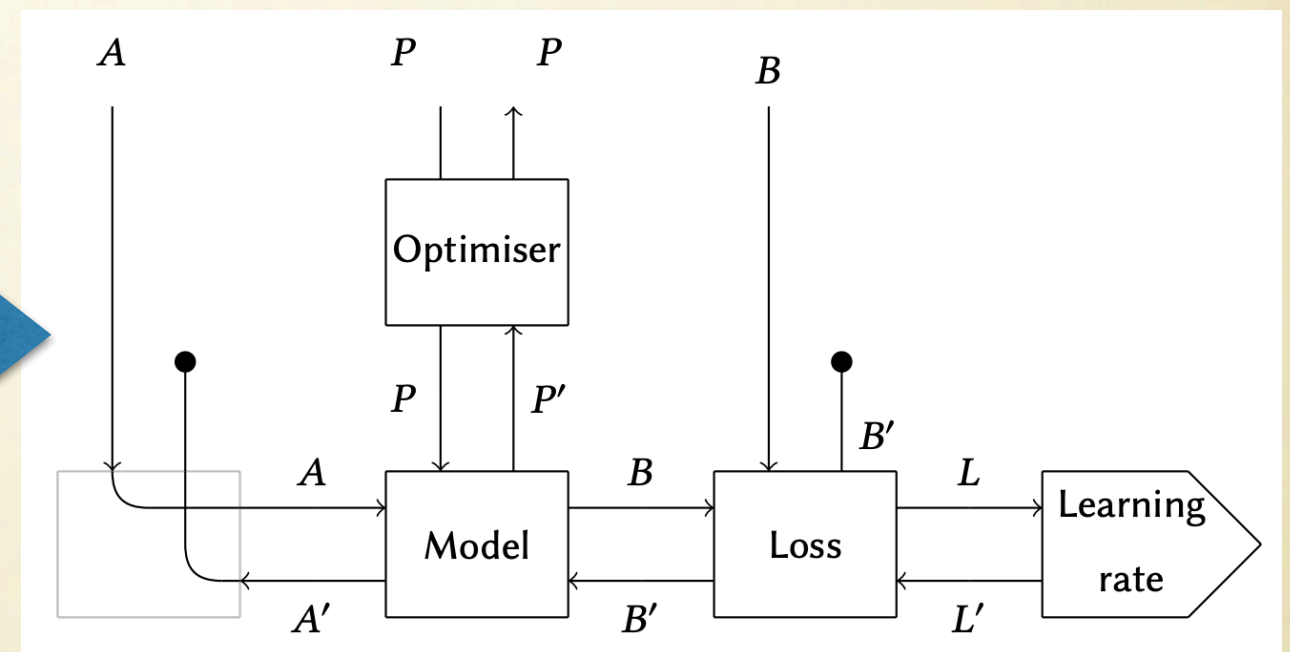 A
P
P
B
Optimiser
P
P′
B′
A
B
L
Model
Loss
Learning
rate
A′
B′
L′